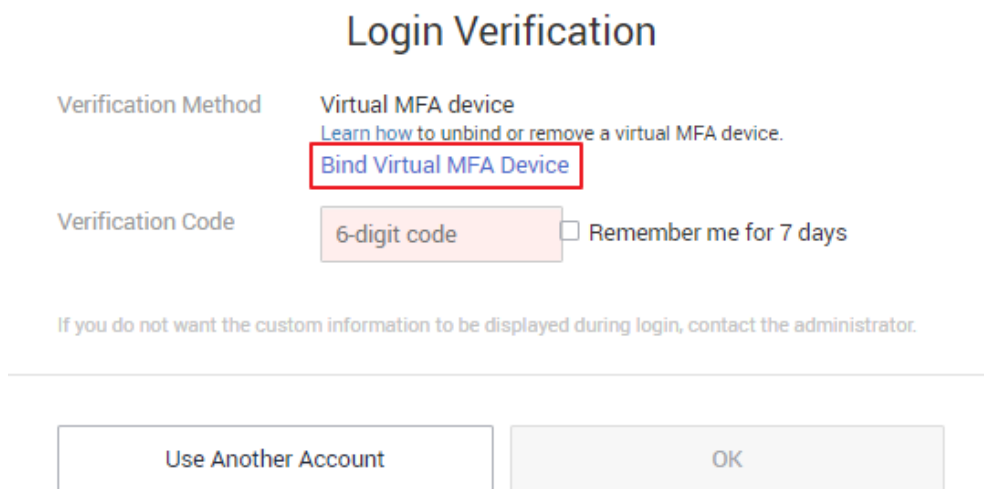 Login Verification
Verification Method
Virtual MFA device
Learn how to unbind or remove a virtual MFA device.
Bind Virtual MFA Device
Verification Code
6-digit code
Remember me for 7 days
If you do not want the custom information to be displayed during login, contact the administrator.
Use Another Account
OK